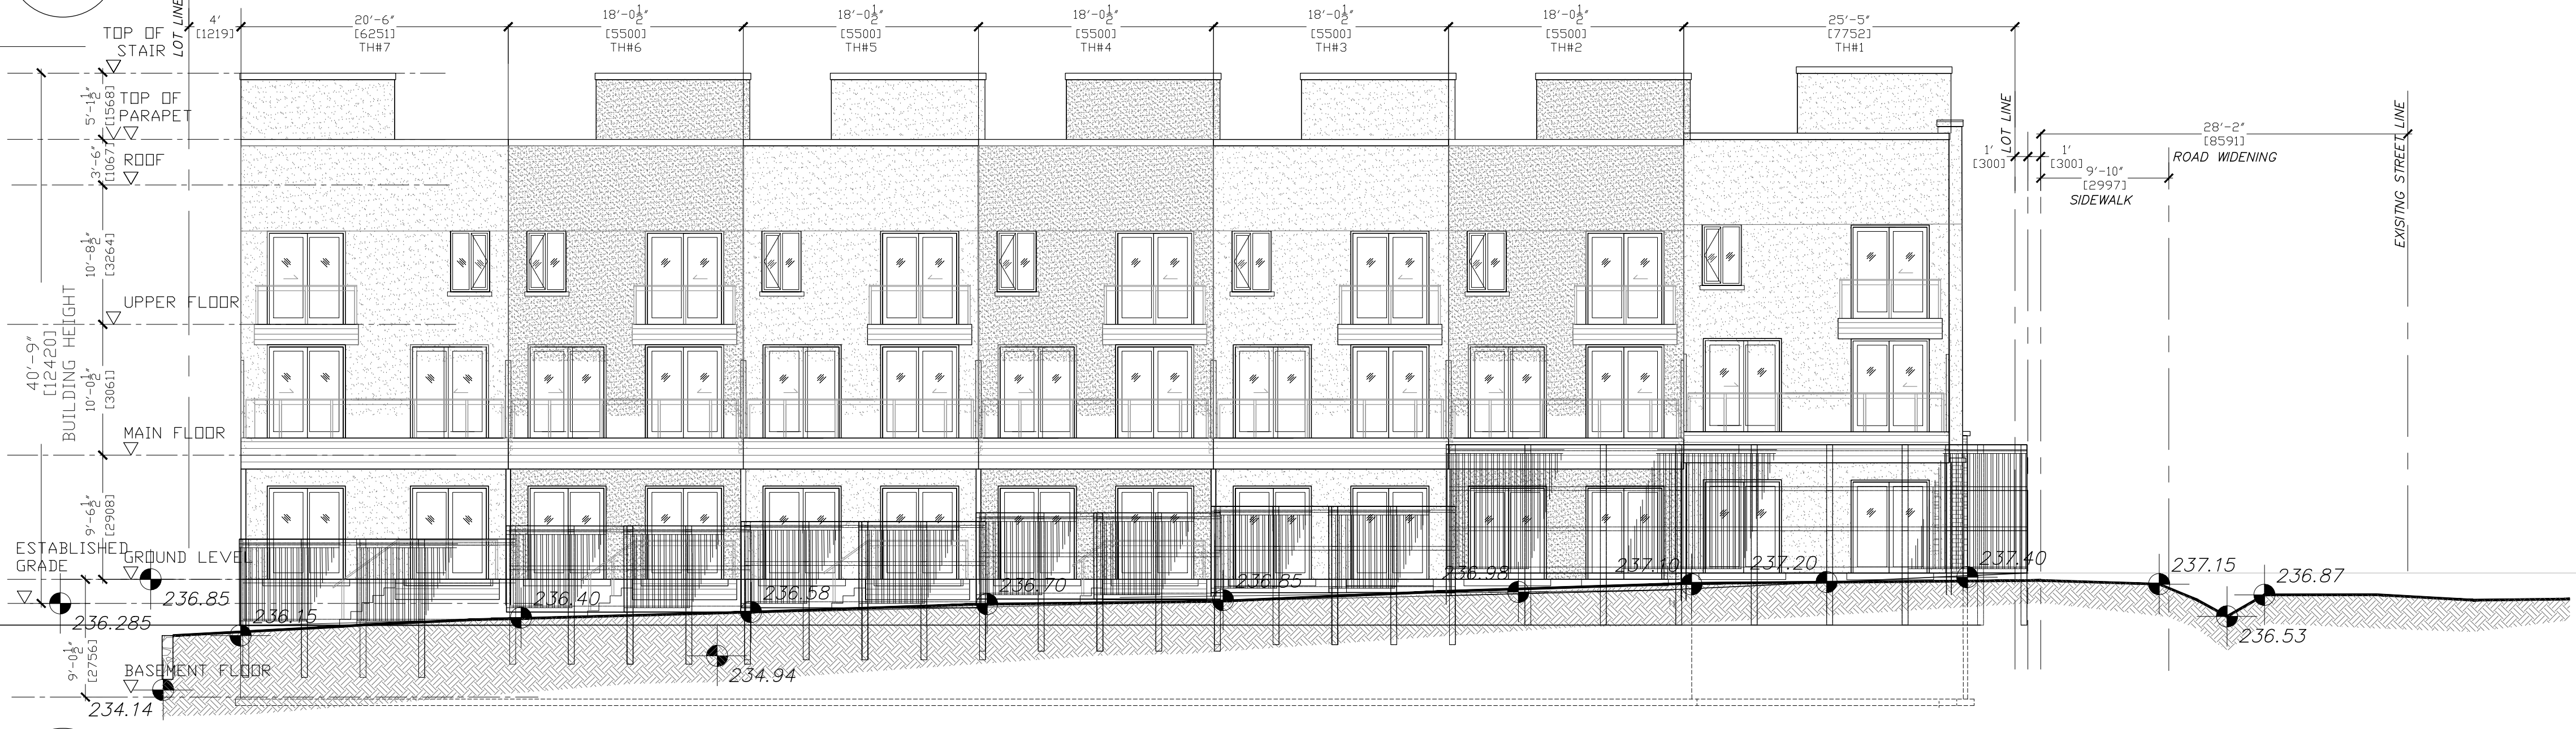 4'
[1219]
LOT LINE
20'-6"
[6251]
TH#7
18'-0½"
[5500]
TH#6
18'-0½"
[5500]
TH#5
18'-0½"
[5500]
TH#4
18'-0½"
[5500]
TH#3
18'-0½"
[5500]
TH#2
25'-5"
[7752]
TH#1
TOP OF
STAIR
5'-1½"
[1568]
TOP OF
PARAPET
3'-6"
[1067]
ROOF
10'-8½"
[3264]
UPPER FLOOR
40'-9"
[12420]
BUILDING HEIGHT
10'-0½"
[3061]
MAIN FLOOR
9'-6½"
[2908]
ESTABLISHED
GRADE
GROUND LEVEL
236.85
236.285
9'-0½"
[2756]
BASEMENT FLOOR
234.14
236.15
236.40
236.58
234.94
236.70
236.85
236.98
237.10
237.20
237.40
237.15
236.87
236.53
LOT LINE
1'
[300]
1'
[300]
28'-2"
[8591]
ROAD WIDENING
9'-10"
[2997]
SIDEWALK
EXISITNG STREET LINE